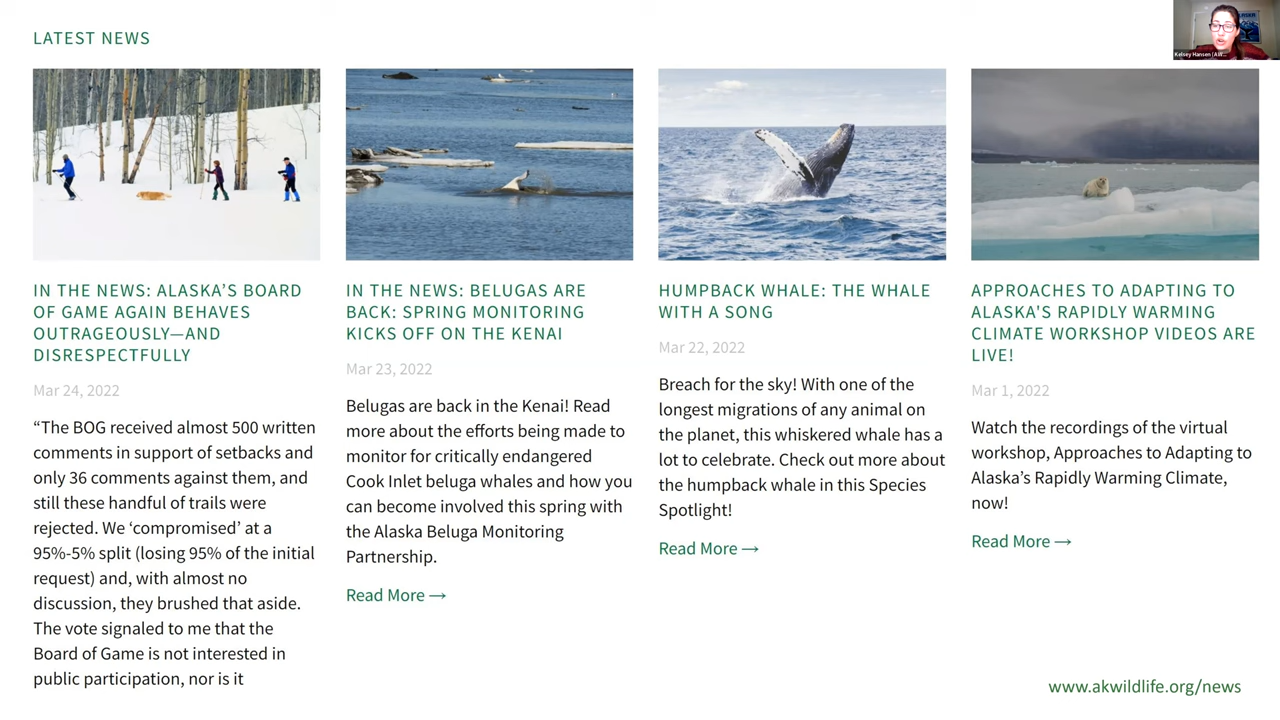 LATEST NEWS
Kelsey Hansen | AW...
IN THE NEWS: ALASKA’S BOARD
OF GAME AGAIN BEHAVES
OUTRAGEOUSLY—AND
DISRESPECTFULLY
Mar 24, 2022
“The BOG received almost 500 written
comments in support of setbacks and
only 36 comments against them, and
still these handful of trails were
rejected. We ‘compromised’ at a
95%-5% split (losing 95% of the initial
request) and, with almost no
discussion, they brushed that aside.
The vote signaled to me that the
Board of Game is not interested in
public participation, nor is it
IN THE NEWS: BELUGAS ARE
BACK: SPRING MONITORING
KICKS OFF ON THE KENAI
Mar 23, 2022
Belugas are back in the Kenai! Read
more about the efforts being made to
monitor for critically endangered
Cook Inlet beluga whales and how you
can become involved this spring with
the Alaska Beluga Monitoring
Partnership.
Read More →
HUMPBACK WHALE: THE WHALE
WITH A SONG
Mar 22, 2022
Breach for the sky! With one of the
longest migrations of any animal on
the planet, this whiskered whale has a
lot to celebrate. Check out more about
the humpback whale in this Species
Spotlight!
Read More →
APPROACHES TO ADAPTING TO
ALASKA'S RAPIDLY WARMING
CLIMATE WORKSHOP VIDEOS ARE
LIVE!
Mar 1, 2022
Watch the recordings of the virtual
workshop, Approaches to Adapting to
Alaska’s Rapidly Warming Climate,
now!
Read More →
www.akwildlife.org/news